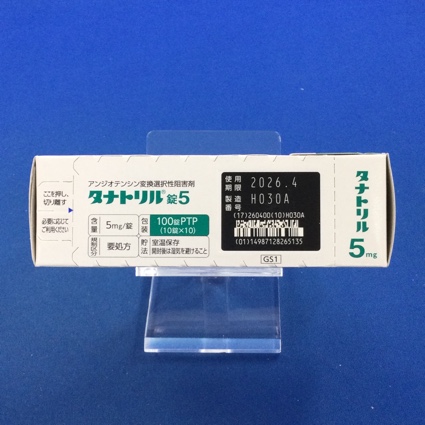 ここを押し、
切り離す
必要に応じて
ご利用ください
アンジオテンシン変換選択性阻害剤
タナトリル®錠5
含量 5mg/錠
包装 100錠PTP
(10錠×10)
規制区分 要処方
貯法 室温保存
開封後は湿気を避けること
使用期限 2026.4
製造番号 H030A
(17)260400(10)H030A
(01)14987128265135
GS1
タナトリル
5mg